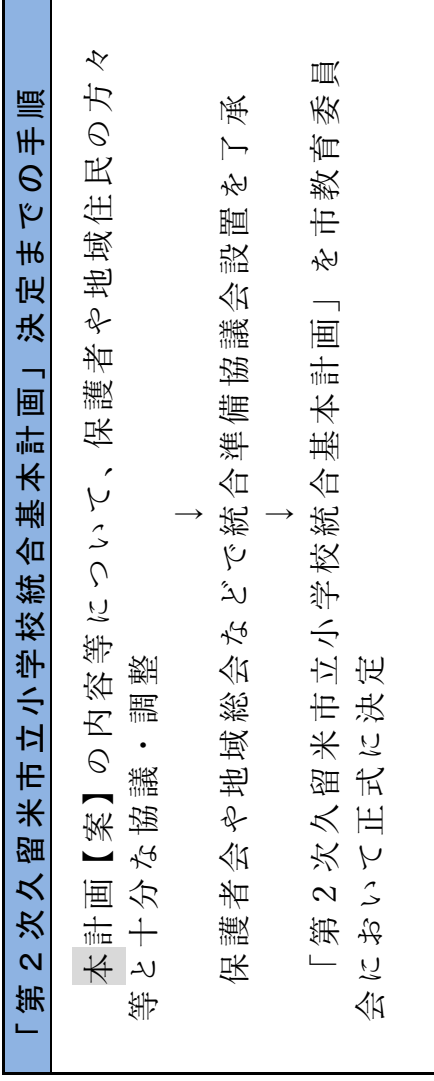 「第２次久留米市立小学校統合基本計画」決定までの手順
本計画【案】の内容等について、保護者や地域住民の方々
等と十分な協議・調整
↓
保護者会や地域総会などで統合準備協議会設置を了承
↓
「第２次久留米市立小学校統合基本計画」を市教育委員
会において正式に決定